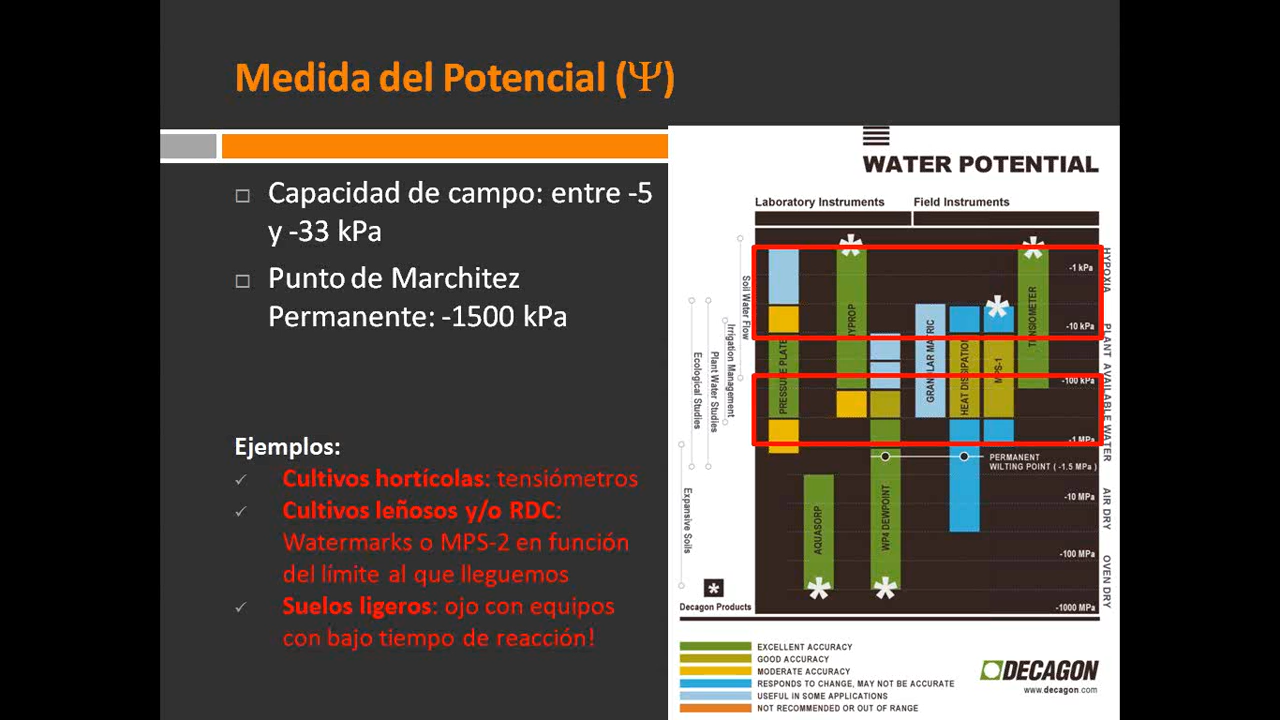 Medida del Potencial (Ψ)
□ Capacidad de campo: entre -5
y -33 kPa
□ Punto de Marchitez
Permanente: -1500 kPa
Ejemplos:
✓ Cultivos hortícolas: tensiómetros
✓ Cultivos leñosos y/o RDC:
Watermarks o MPS-2 en función
del límite al que lleguemos
✓ Suelos ligeros: ojo con equipos
con bajo tiempo de reacción!
WATER POTENTIAL
Laboratory Instruments
Field Instruments
Soil Water Flow
Irrigation Management
Plant Water Studies
Ecological Studies
Expansive Soils
PRESSURE PLATE
AQUASORP
HYPROP
WP4 DEWPOINT
GRANULAR MATRIC
HEAT DISSIPATION
MPS-1
TENSIOMETER
-1 kPa
-10 kPa
-100 kPa
-1 MPa
PERMANENT
WILTING POINT ( -1.5 MPa )
-10 MPa
-100 MPa
-1000 MPa
HYPOXIA
PLANT AVAILABLE WATER
AIR DRY
OVEN DRY
* Decagon Products
EXCELLENT ACCURACY
GOOD ACCURACY
MODERATE ACCURACY
RESPONDS TO CHANGE, MAY NOT BE ACCURATE
USEFUL IN SOME APPLICATIONS
NOT RECOMMENDED OR OUT OF RANGE
DECAGON
www.decagon.com